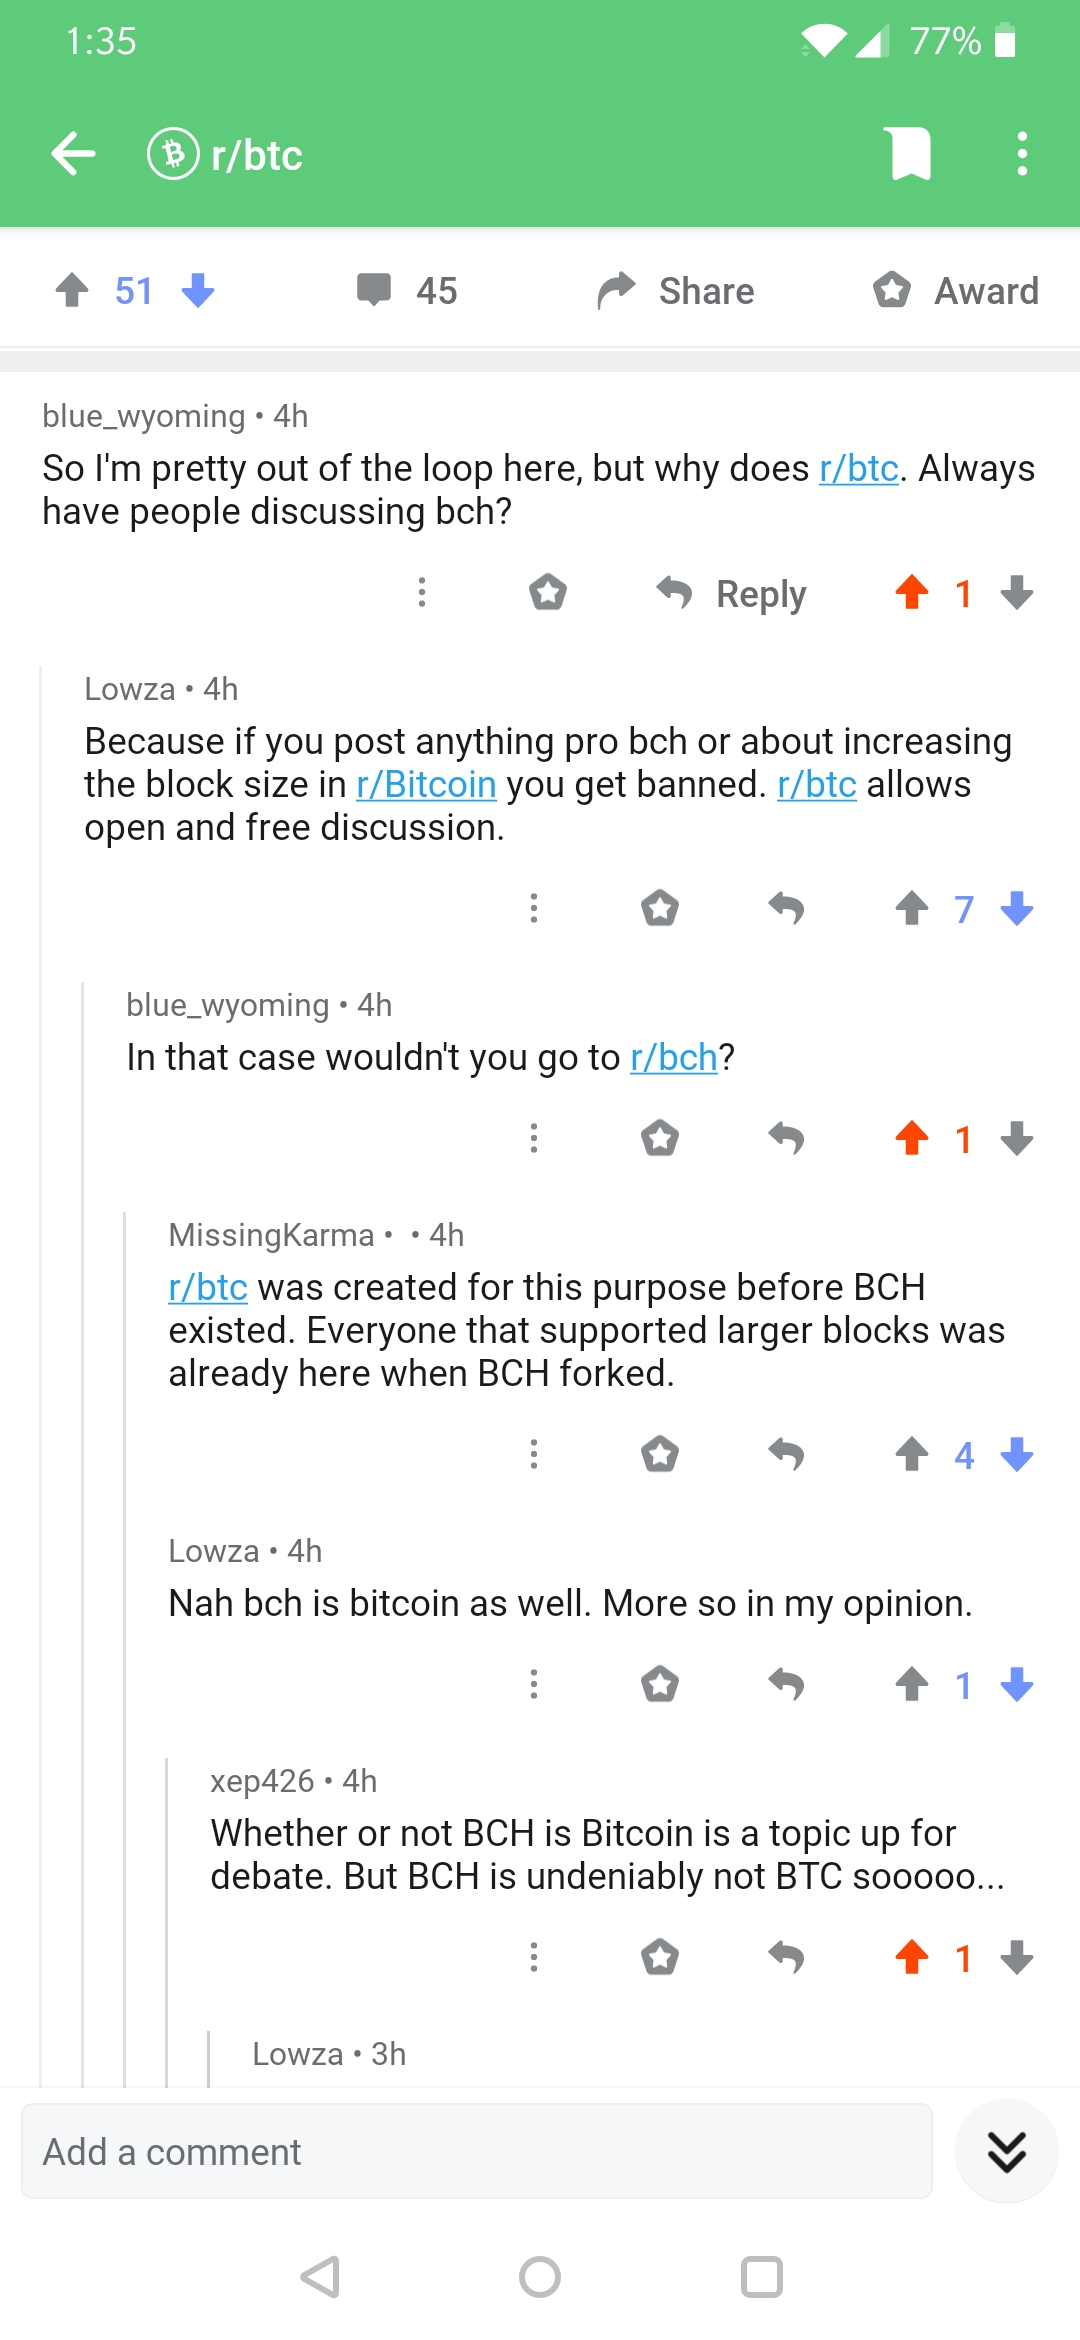 1:35 77%
r/btc
51 45 Share Award
blue_wyoming • 4h
So I'm pretty out of the loop here, but why does r/btc. Always
have people discussing bch?
Reply 1
Lowza • 4h
Because if you post anything pro bch or about increasing
the block size in r/Bitcoin you get banned. r/btc allows
open and free discussion.
7
blue_wyoming • 4h
In that case wouldn't you go to r/bch?
1
MissingKarma • • 4h
r/btc was created for this purpose before BCH
existed. Everyone that supported larger blocks was
already here when BCH forked.
4
Lowza • 4h
Nah bch is bitcoin as well. More so in my opinion.
1
xep426 • 4h
Whether or not BCH is Bitcoin is a topic up for
debate. But BCH is undeniably not BTC sooooo...
1
Lowza • 3h
Add a comment